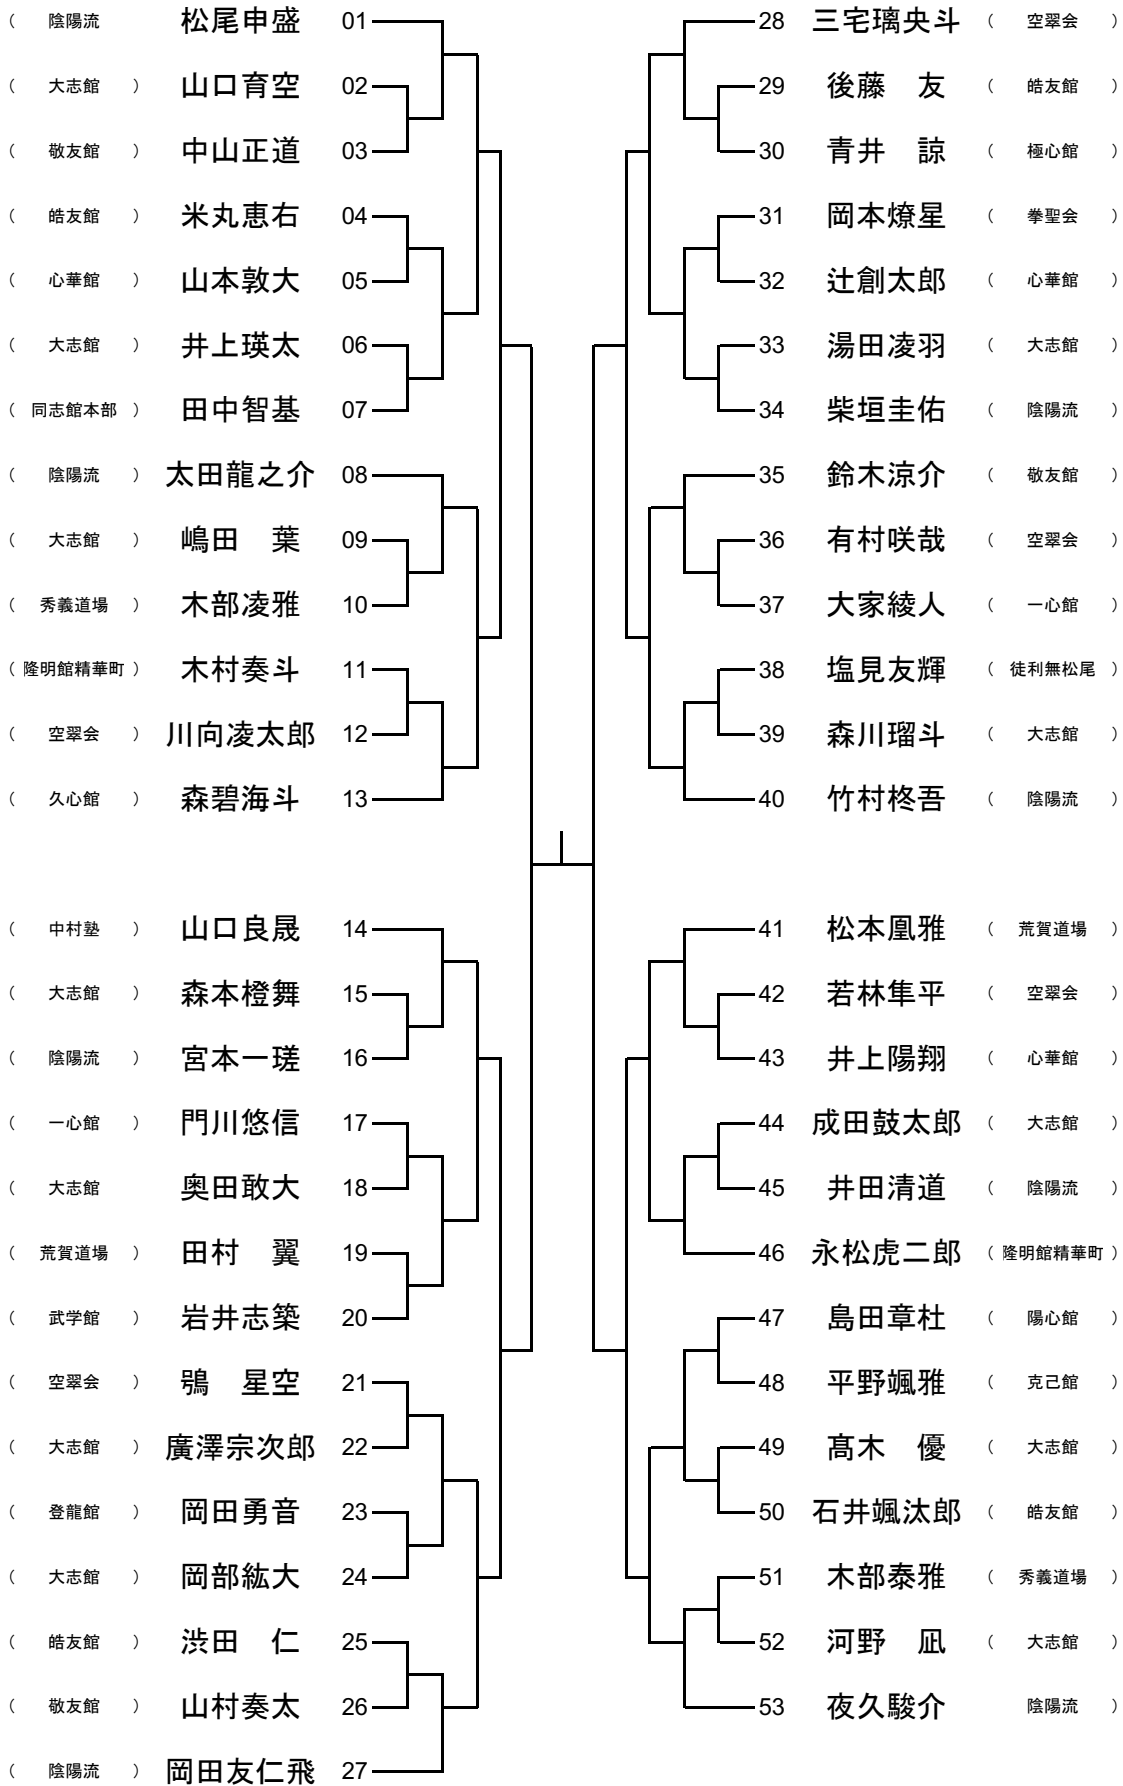 （ 陰陽流 松尾申盛 01
（ 大志館 ） 山口育空 02
（ 敬友館 ） 中山正道 03
（ 皓友館 ） 米丸恵右 04
（ 心華館 ） 山本敦大 05
（ 大志館 ） 井上瑛太 06
（ 同志館本部 ） 田中智基 07
（ 陰陽流 ） 太田龍之介 08
（ 大志館 ） 嶋田　葉 09
（ 秀義道場 ） 木部凌雅 10
（ 隆明館精華町 ） 木村奏斗 11
（ 空翠会 ） 川向凌太郎 12
（ 久心館 ） 森碧海斗 13
（ 中村塾 ） 山口良晟 14
（ 大志館 ） 森本橙舞 15
（ 陰陽流 ） 宮本一瑳 16
（ 一心館 ） 門川悠信 17
（ 大志館 奥田敢大 18
（ 荒賀道場 ） 田村　翼 19
（ 武学館 ） 岩井志築 20
（ 空翠会 ） 鴞　星空 21
（ 大志館 ） 廣澤宗次郎 22
（ 登龍館 ） 岡田勇音 23
（ 大志館 ） 岡部紘大 24
（ 皓友館 ） 渋田　仁 25
（ 敬友館 ） 山村奏太 26
（ 陰陽流 ） 岡田友仁飛 27
28 三宅璃央斗 （ 空翠会 ）
29 後藤　友 （ 皓友館 ）
30 青井　諒 （ 極心館 ）
31 岡本燎星 （ 拳聖会 ）
32 辻創太郎 （ 心華館 ）
33 湯田凌羽 （ 大志館 ）
34 柴垣圭佑 （ 陰陽流 ）
35 鈴木涼介 （ 敬友館 ）
36 有村咲哉 （ 空翠会 ）
37 大家綾人 （ 一心館 ）
38 塩見友輝 （ 徒利無松尾 ）
39 森川瑠斗 （ 大志館 ）
40 竹村柊吾 （ 陰陽流 ）
41 松本凰雅 （ 荒賀道場 ）
42 若林隼平 （ 空翠会 ）
43 井上陽翔 （ 心華館 ）
44 成田鼓太郎 （ 大志館 ）
45 井田清道 （ 陰陽流 ）
46 永松虎二郎 （ 隆明館精華町 ）
47 島田章杜 （ 陽心館 ）
48 平野颯雅 （ 克己館 ）
49 髙木　優 （ 大志館 ）
50 石井颯汰郎 （ 皓友館 ）
51 木部泰雅 （ 秀義道場 ）
52 河野　凪 （ 大志館 ）
53 夜久駿介 陰陽流 ）